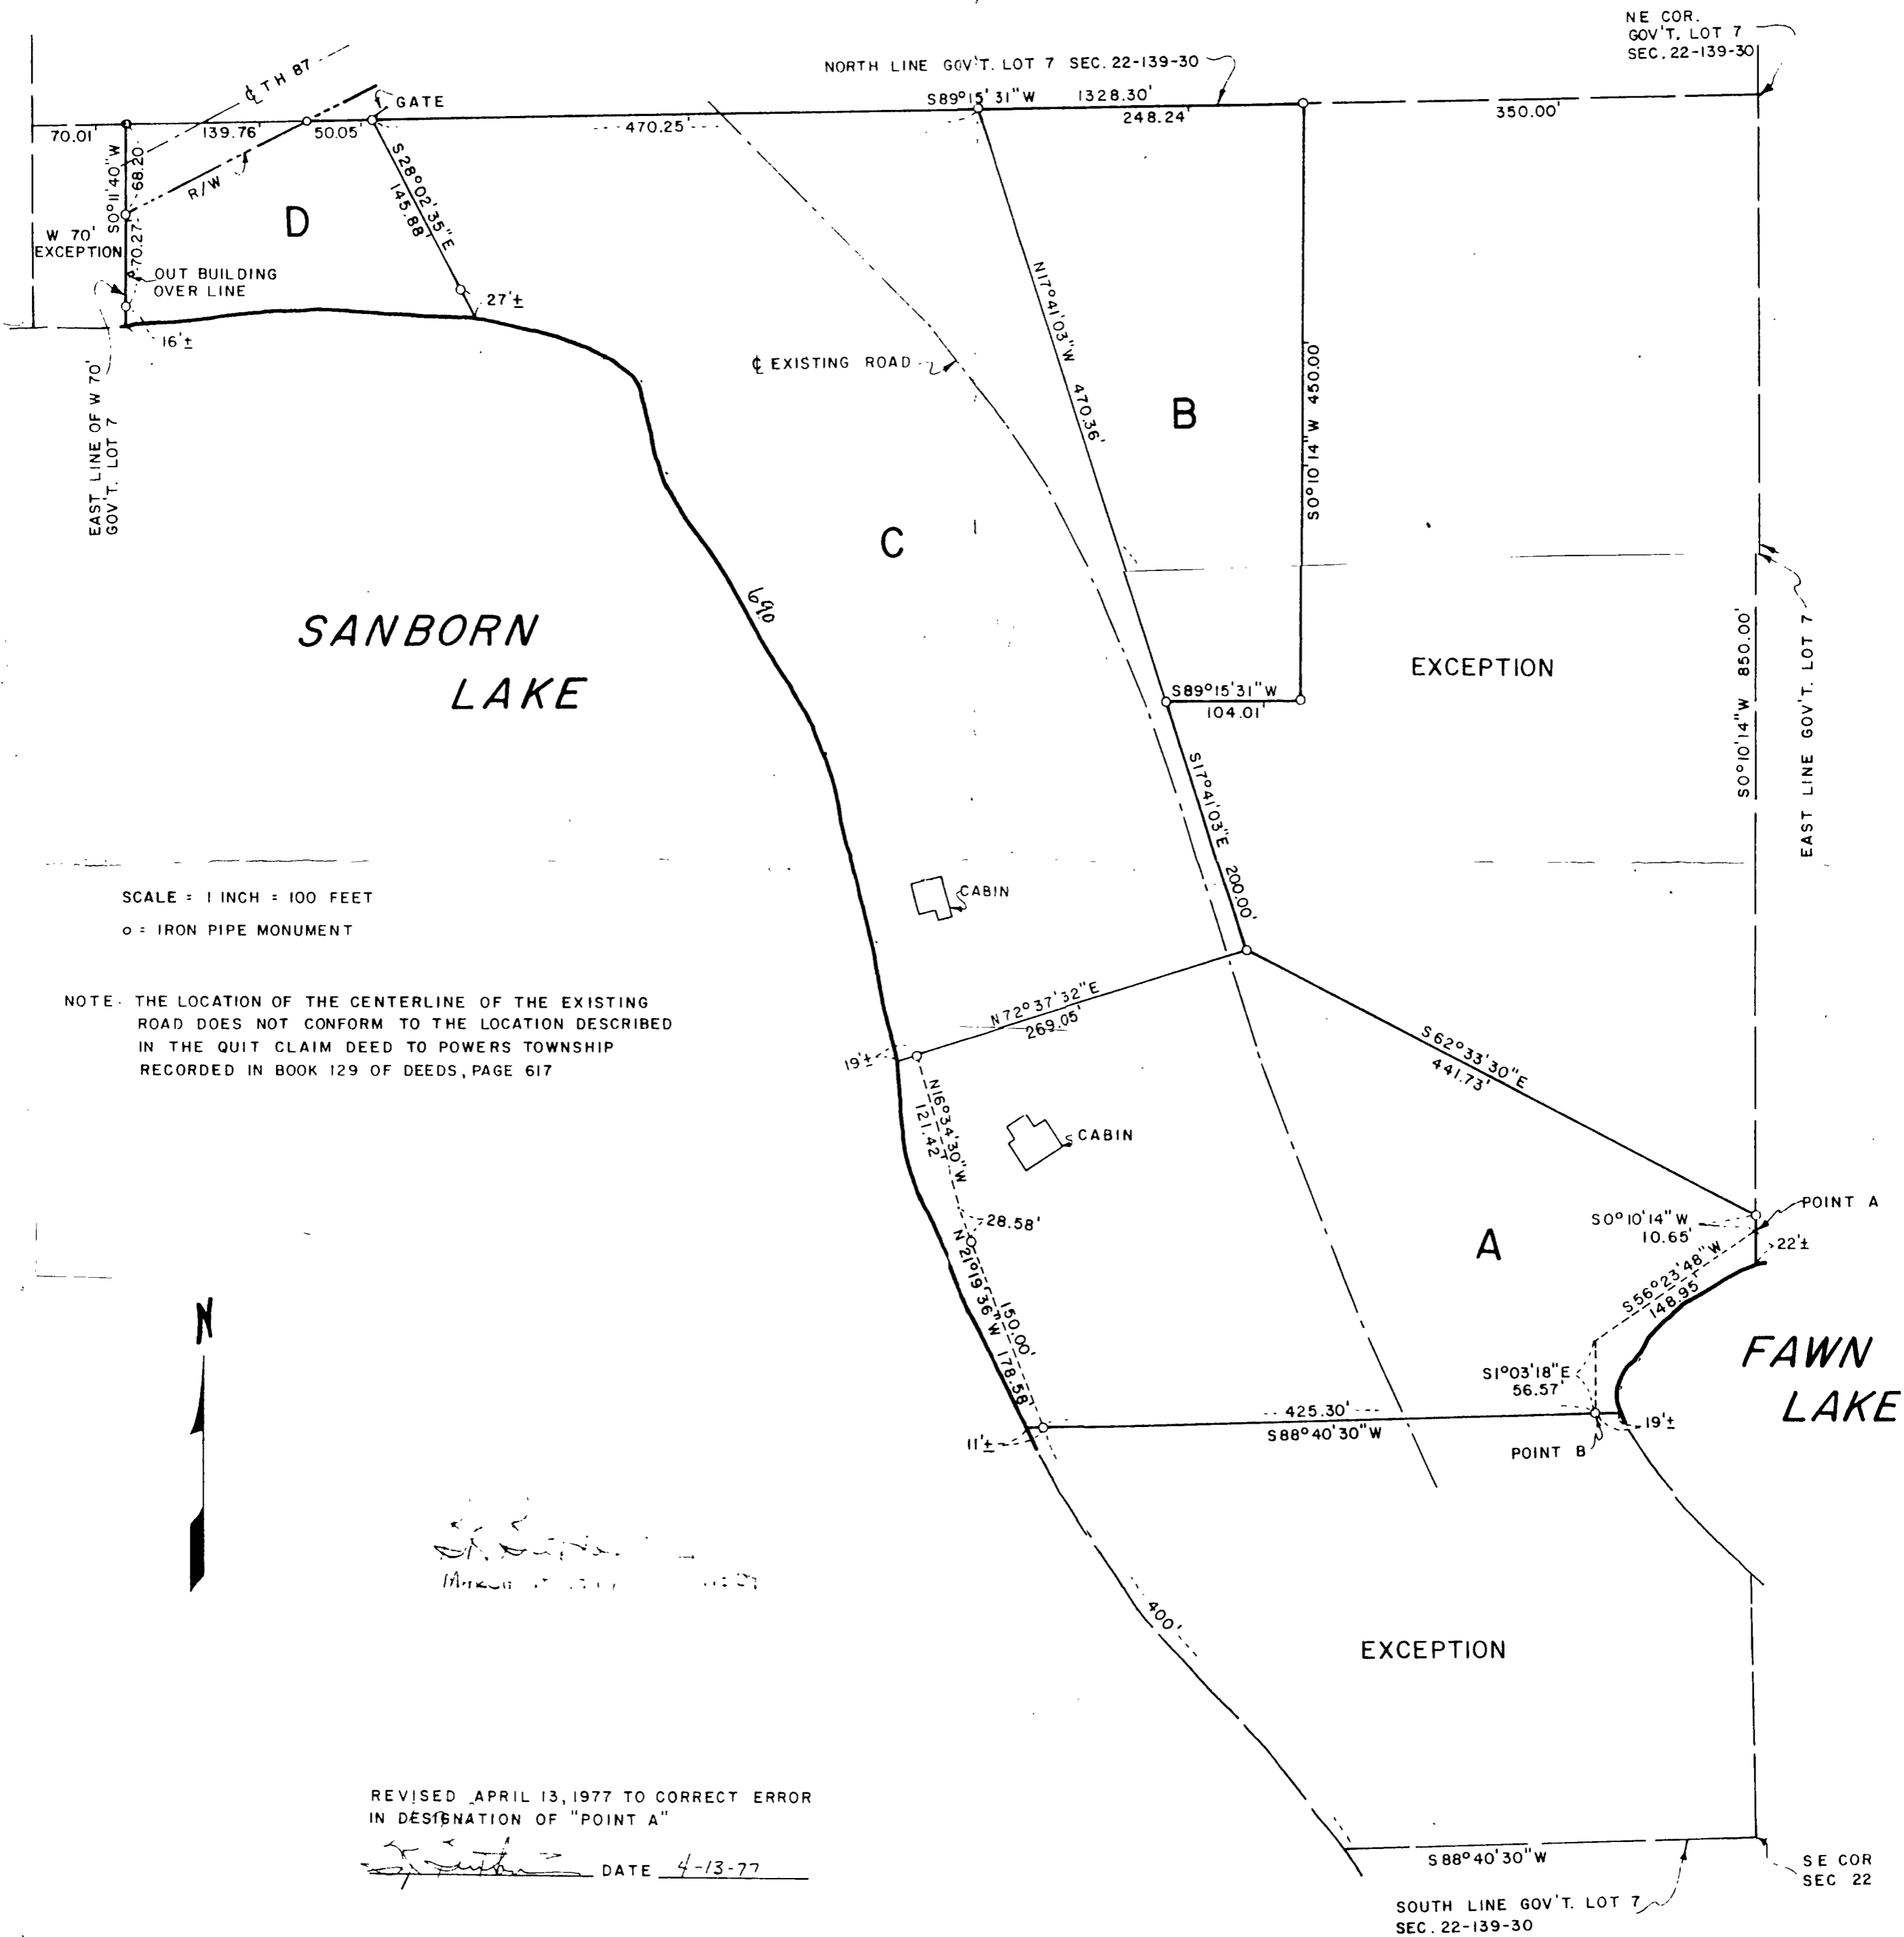 NE COR.
GOV'T. LOT 7
SEC. 22-139-30
NORTH LINE GOV'T. LOT 7 SEC. 22-139-30
℄ TH 87
GATE
S89°15'31"W 1328.30'
70.01'
139.76'
50.05'
470.25'
248.24'
350.00'
S0°11'40"W
68.20
70.27
R/W
S28°02'35"E
145.88'
D
W 70'
EXCEPTION
OUT BUILDING
OVER LINE
27'±
16'±
EAST LINE OF W 70'
GOV'T. LOT 7
℄ EXISTING ROAD
N17°41'03"W 470.36'
B
S0°10'14"W 450.00'
C
690
SANBORN
LAKE
EXCEPTION
S89°15'31"W
104.01'
S0°10'14"W 850.00'
EAST LINE GOV'T. LOT 7
S17°41'03"E 200.00'
SCALE = 1 INCH = 100 FEET
o = IRON PIPE MONUMENT
CABIN
NOTE. THE LOCATION OF THE CENTERLINE OF THE EXISTING
ROAD DOES NOT CONFORM TO THE LOCATION DESCRIBED
IN THE QUIT CLAIM DEED TO POWERS TOWNSHIP
RECORDED IN BOOK 129 OF DEEDS, PAGE 617
N72°37'32"E
269.05'
S62°33'30"E
441.73'
19'±
N16°34'30"W
121.42'
CABIN
28.58'
N21°19'36"W 178.58'
150.00'
POINT A
S0°10'14"W
10.65'
22'±
A
S56°23'48"W
148.95'
FAWN
LAKE
S1°03'18"E
56.57'
425.30'
S88°40'30"W
19'±
11'±
POINT B
N
400'
EXCEPTION
REVISED APRIL 13, 1977 TO CORRECT ERROR
IN DESIGNATION OF "POINT A"
DATE 4-13-77
S88°40'30"W
SE COR
SEC 22
SOUTH LINE GOV'T. LOT 7
SEC. 22-139-30